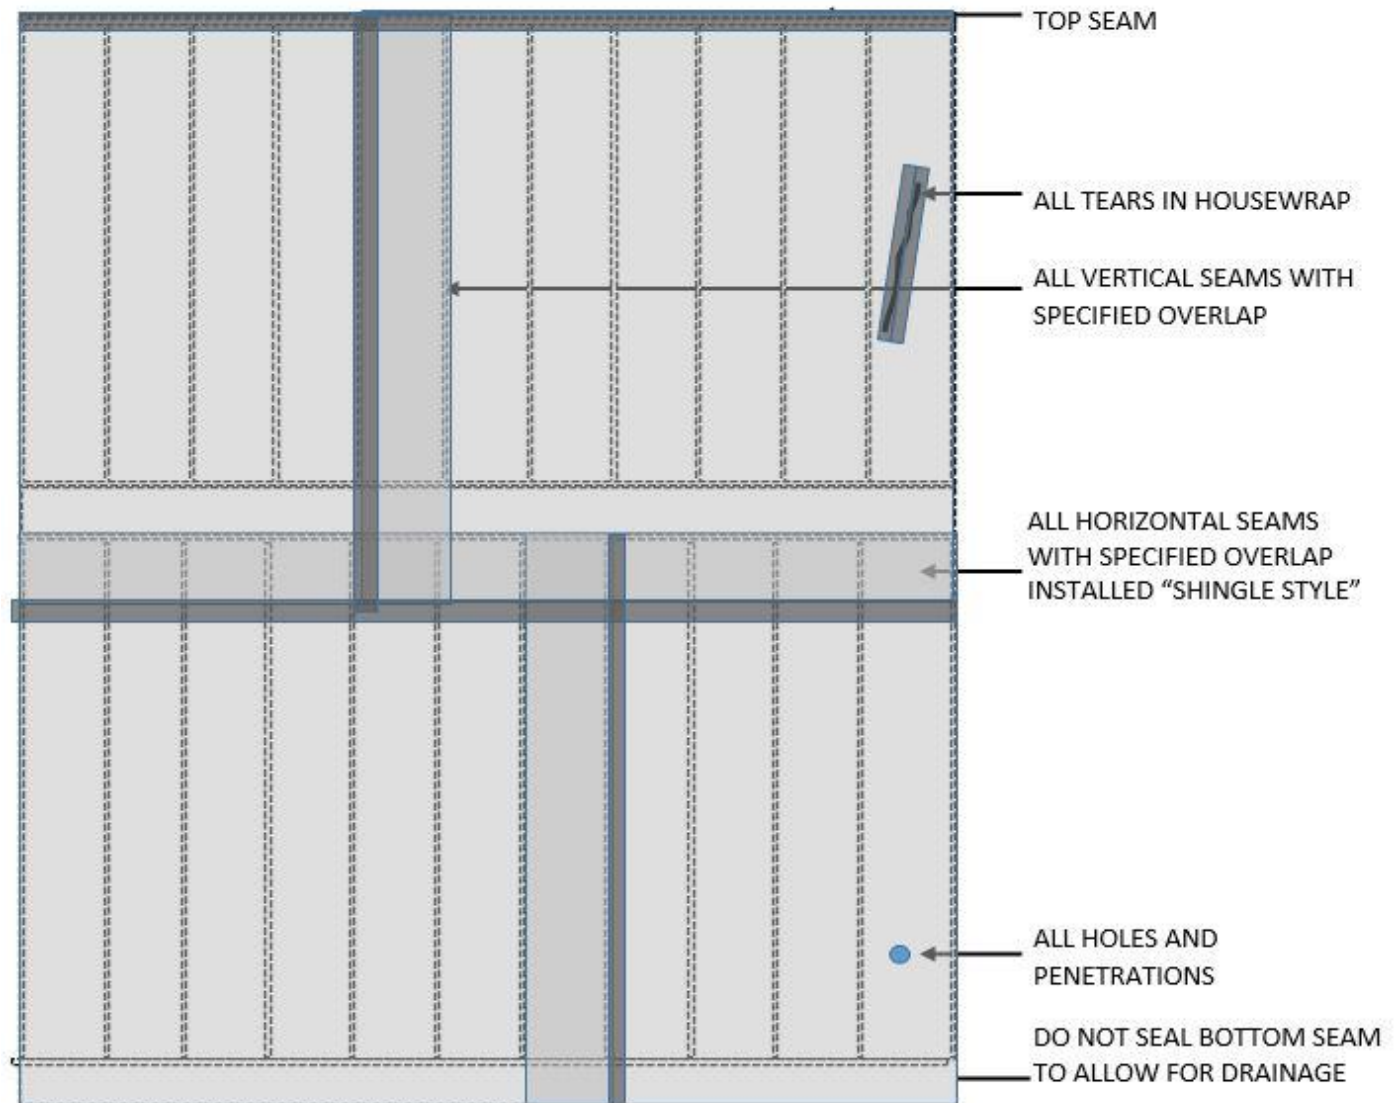 TOP SEAM
ALL TEARS IN HOUSEWRAP
ALL VERTICAL SEAMS WITH
SPECIFIED OVERLAP
ALL HORIZONTAL SEAMS
WITH SPECIFIED OVERLAP
INSTALLED “SHINGLE STYLE”
ALL HOLES AND
PENETRATIONS
DO NOT SEAL BOTTOM SEAM
TO ALLOW FOR DRAINAGE